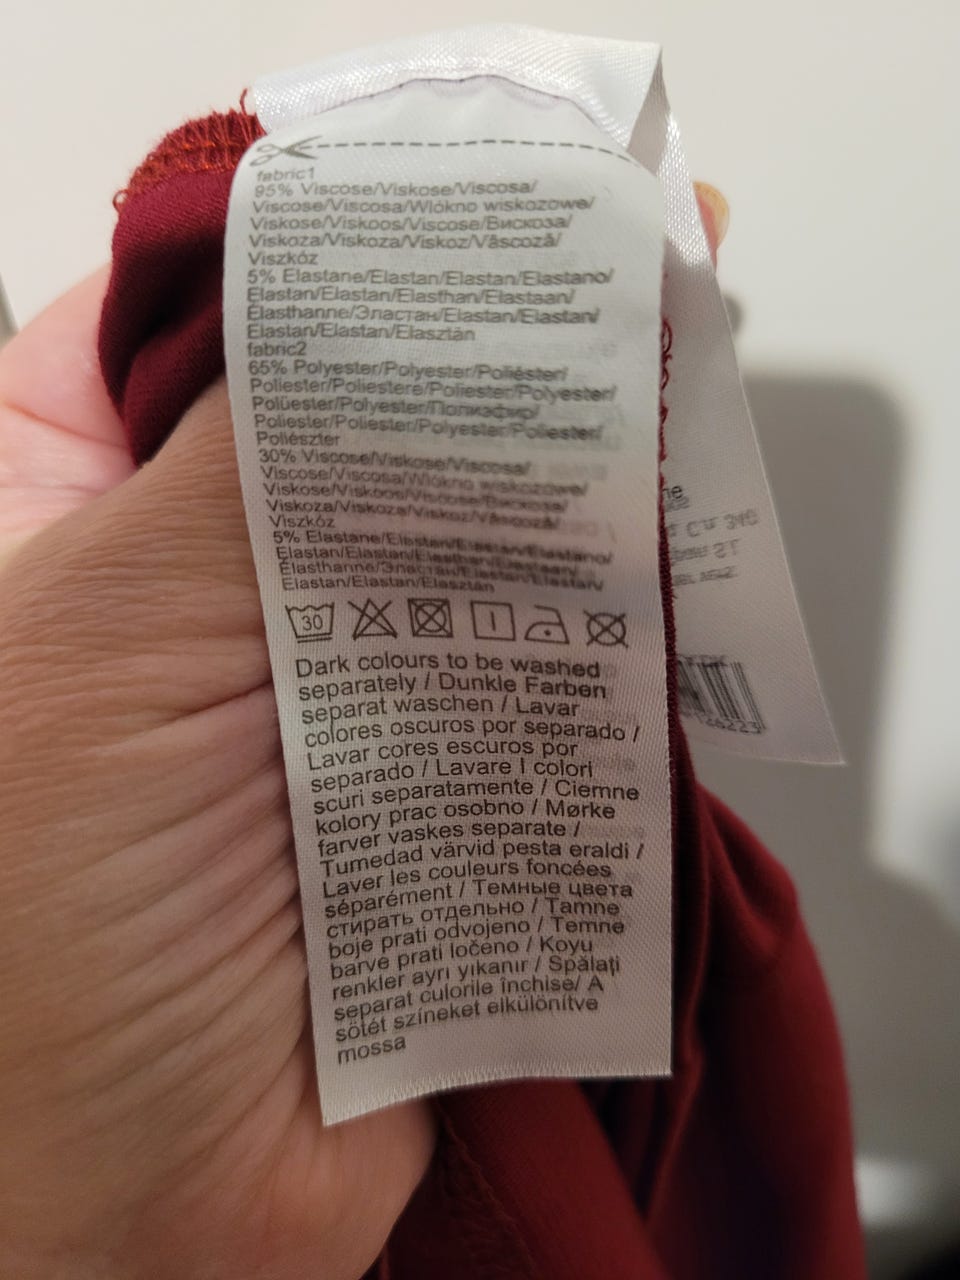 fabric1
95% Viscose/Viskose/Viscosa/
Viscose/Viscosa/Wlókno wiskozowe/
Viskose/Viskoos/Viscose/Вискоза/
Viskoza/Viskoza/Viskoz/Vâscoză/
Viszkóz
5% Elastane/Elastan/Elastan/Elastano/
Elastan/Elastan/Elasthan/Elastaan/
Élasthanne/Эластан/Elastan/Elastan/
Elastan/Elastan/Elasztán
fabric2
65% Polyester/Polyester/Poliéster/
Poliester/Poliestere/Poliester/Polyester/
Polüester/Polyester/Полиэфир/
Poliester/Poliester/Polyester/Poliester/
Poliészter
30% Viscose/Viskose/Viscosa/
Viscose/Viscosa/Wlókno wiskozowe/
Viskose/Viskoos/Viscose/Вискоза/
Viskoza/Viskoza/Viskoz/Vâscoză/
Viszkóz
5% Elastane/Elastan/Elastan/Elastano/
Elastan/Elastan/Elasthan/Elastaan/
Élasthanne/Эластан/Elastan/Elastan/
Elastan/Elastan/Elasztán
30
Dark colours to be washed
separately / Dunkle Farben
separat waschen / Lavar
colores oscuros por separado /
Lavar cores escuros por
separado / Lavare I colori
scuri separatamente / Ciemne
kolory prac osobno / Mørke
farver vaskes separate /
Tumedad värvid pesta eraldi /
Laver les couleurs foncées
séparément / Темные цвета
стирать отдельно / Tamne
boje prati odvojeno / Temne
barve prati ločeno / Koyu
renkler ayrı yıkanır / Spălați
separat culorile închise/ A
sötét színeket elkülönítve
mossa